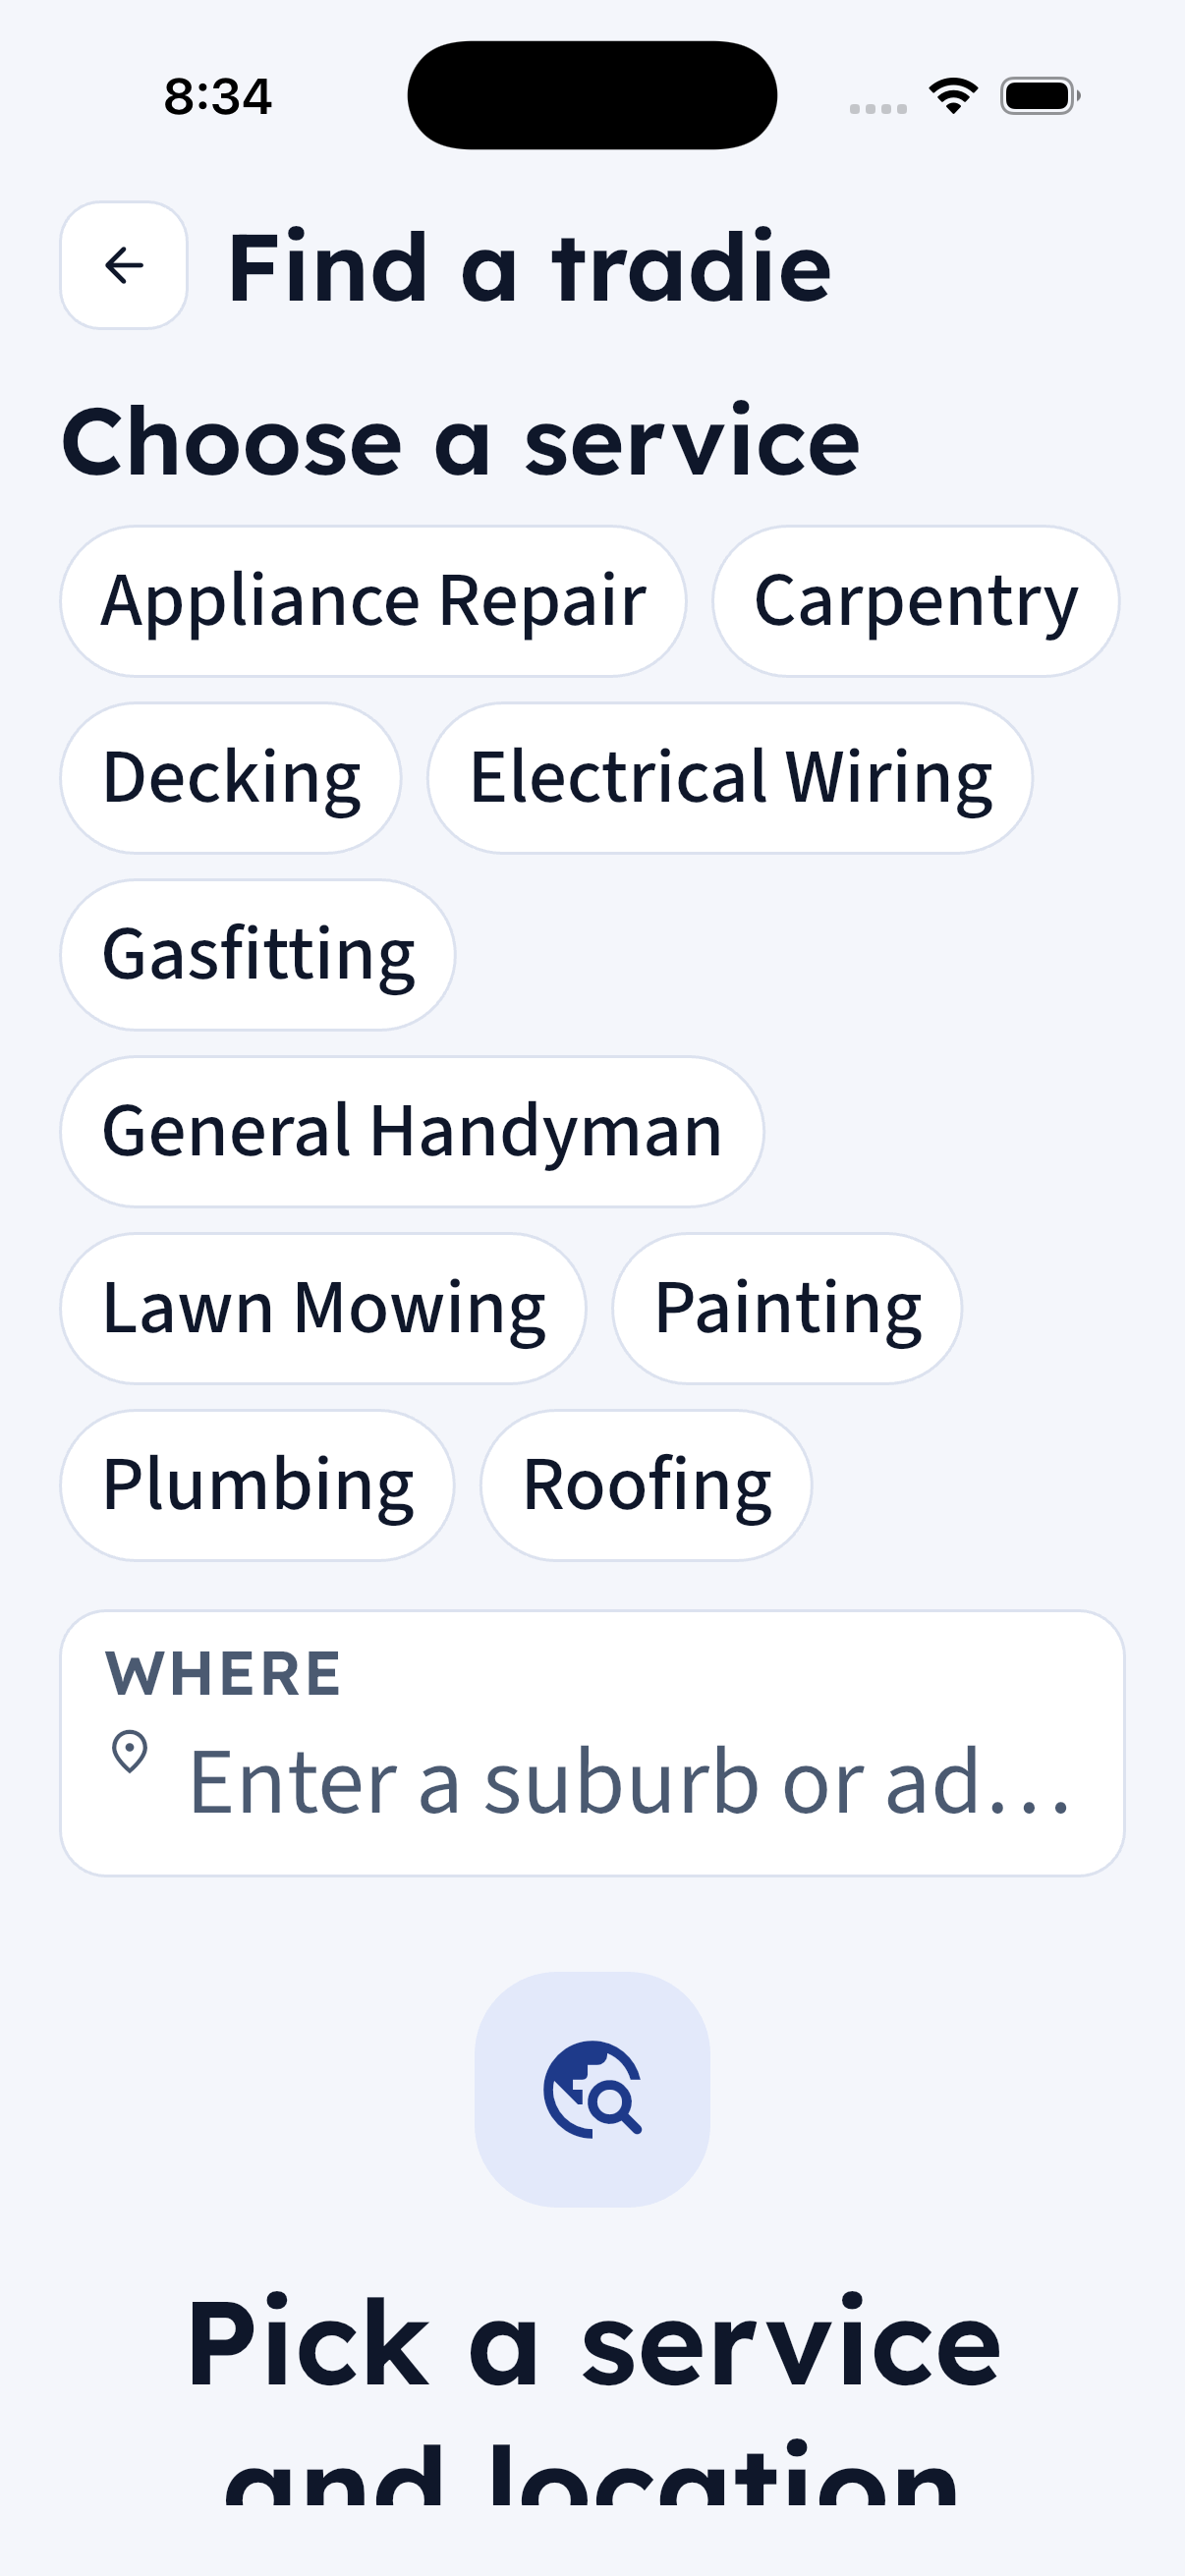 8:34
Find a tradie
Choose a service
Appliance Repair
Carpentry
Decking
Electrical Wiring
Gasfitting
General Handyman
Lawn Mowing
Painting
Plumbing
Roofing
WHERE
Enter a suburb or ad...
Pick a service
and location